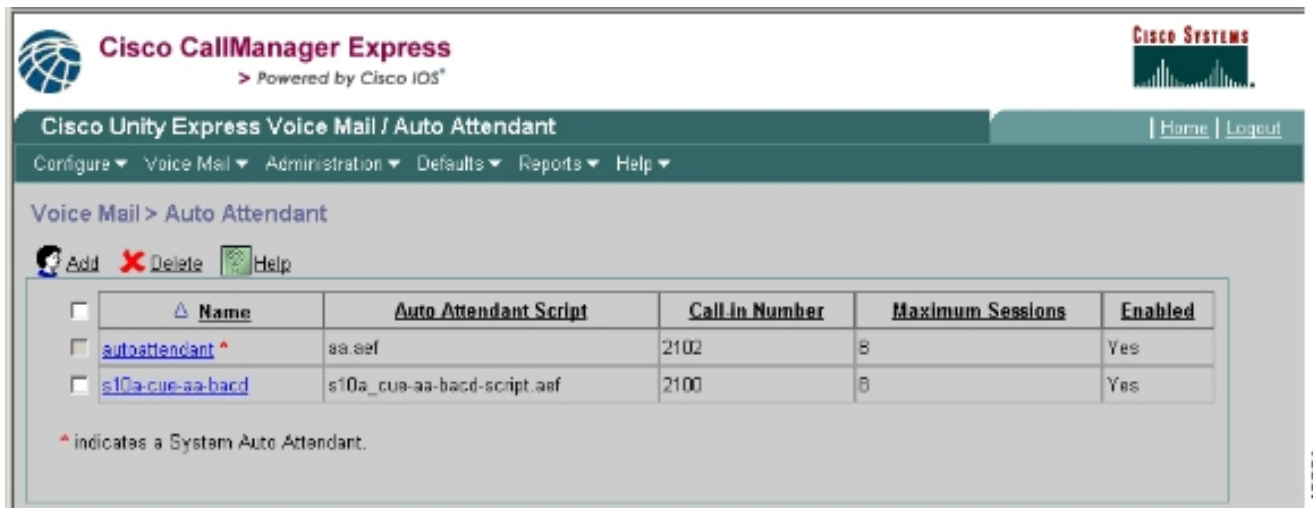 Cisco CallManager Express
> Powered by Cisco IOS®
CISCO SYSTEMS
Cisco Unity Express Voice Mail / Auto Attendant
| Home | Logout
Configure Voice Mail Administration Defaults Reports Help
Voice Mail > Auto Attendant
Add Delete Help
Name Auto Attendant Script Call-in Number Maximum Sessions Enabled
autoattendant * aa.aef 2102 8 Yes
s10a-cue-aa-bacd s10a_cue-aa-bacd-script.aef 2100 8 Yes
* indicates a System Auto Attendant.